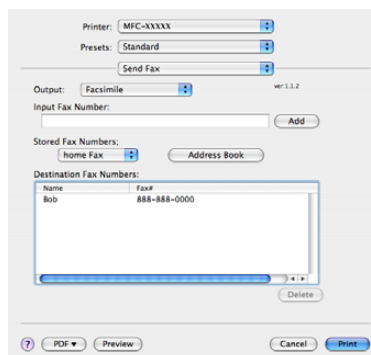 Printer: MFC-XXXXX
Presets: Standard
Send Fax
Output: Facsimile ver:1.1.2
Input Fax Number:
Add
Stored Fax Numbers;
home Fax Address Book
Destination Fax Numbers:
Name Fax#
Bob 888-888-0000
Delete
? PDF ▼ Preview Cancel Print